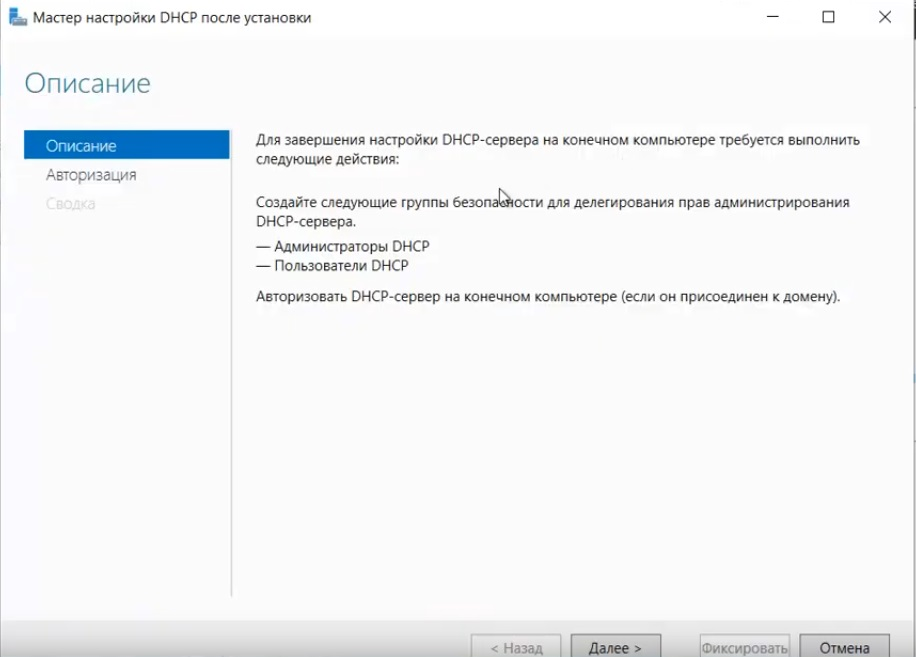 Мастер настройки DHCP после установки
Описание
Описание
Авторизация
Сводка
Для завершения настройки DHCP-сервера на конечном компьютере требуется выполнить
следующие действия:
Создайте следующие группы безопасности для делегирования прав администрирования
DHCP-сервера.
— Администраторы DHCP
— Пользователи DHCP
Авторизовать DHCP-сервер на конечном компьютере (если он присоединен к домену).
< Назад
Далее >
Фиксировать
Отмена